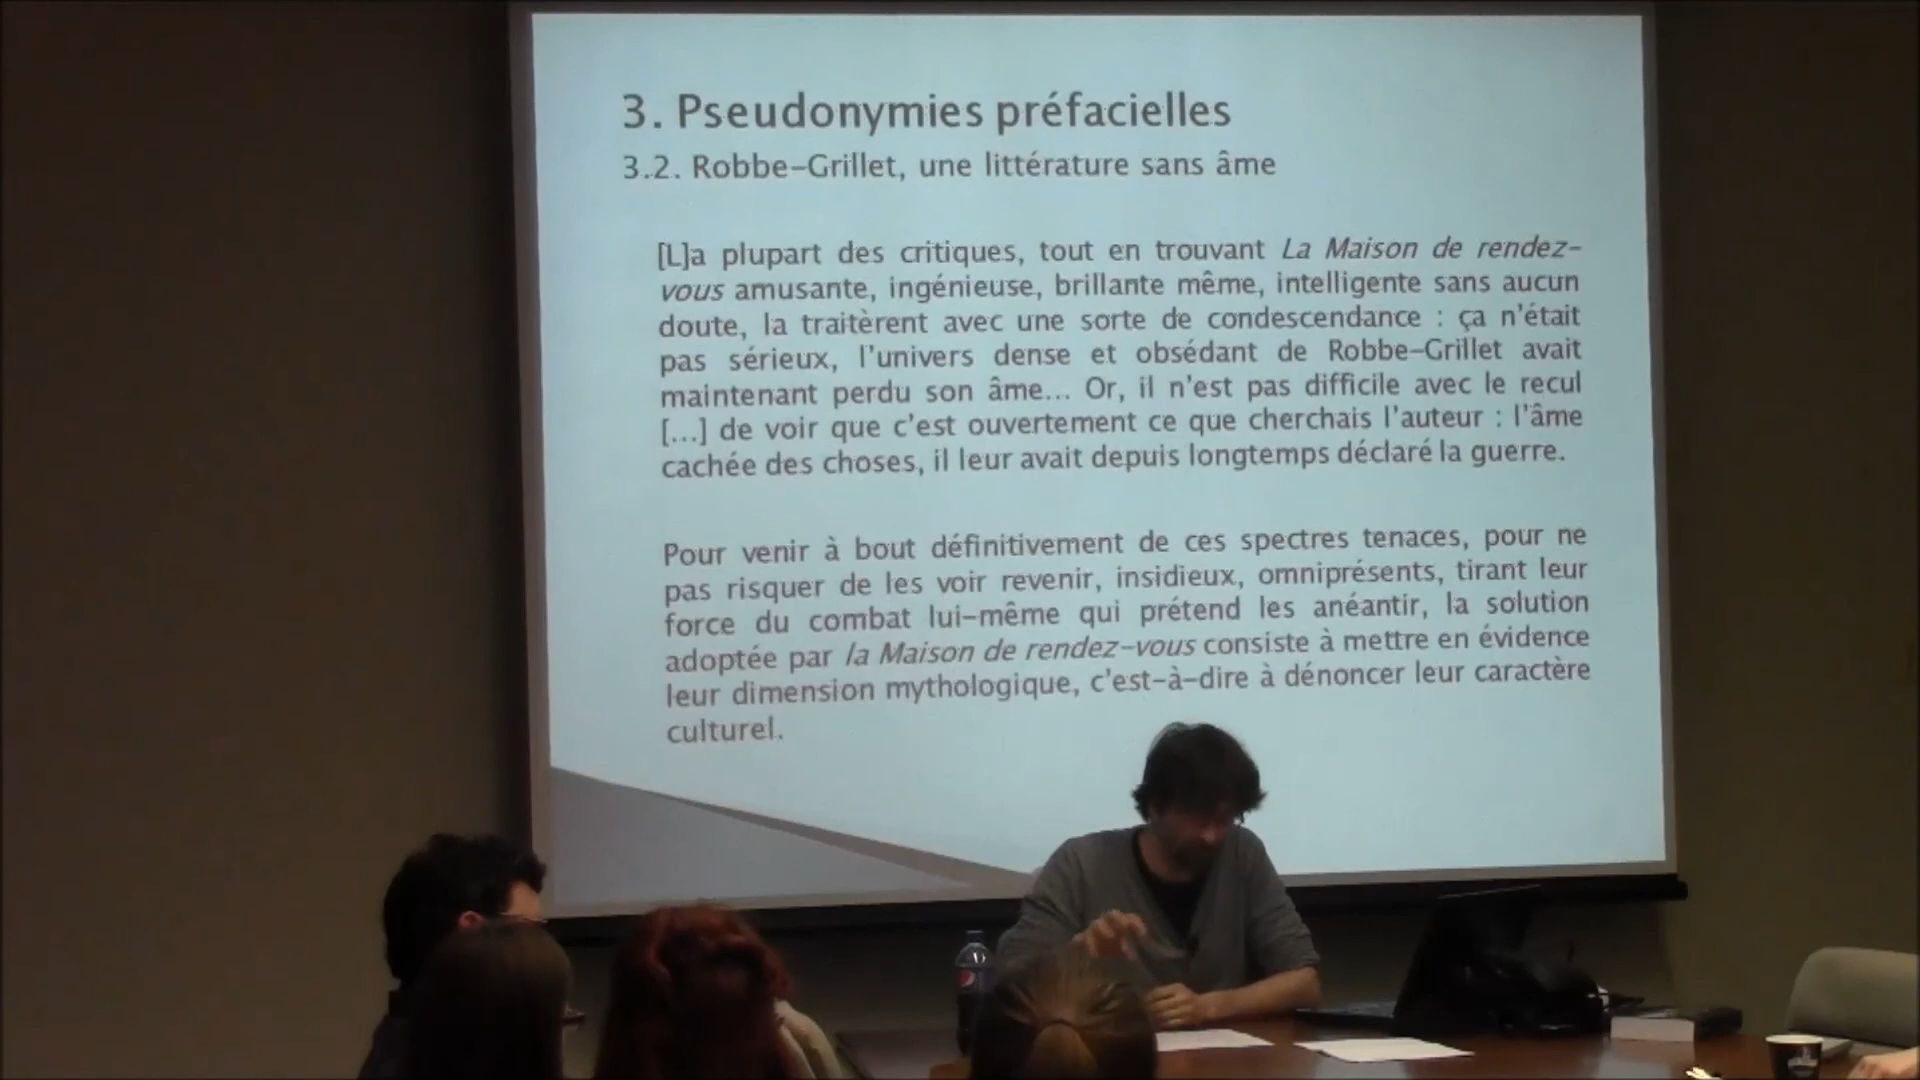 3. Pseudonymies préfacielles
3.2. Robbe-Grillet, une littérature sans âme
[L]a plupart des critiques, tout en trouvant La Maison de rendez-
vous amusante, ingénieuse, brillante même, intelligente sans aucun
doute, la traitèrent avec une sorte de condescendance : ça n'était
pas sérieux, l'univers dense et obsédant de Robbe-Grillet avait
maintenant perdu son âme... Or, il n'est pas difficile avec le recul
[...] de voir que c'est ouvertement ce que cherchais l'auteur : l'âme
cachée des choses, il leur avait depuis longtemps déclaré la guerre.
Pour venir à bout définitivement de ces spectres tenaces, pour ne
pas risquer de les voir revenir, insidieux, omniprésents, tirant leur
force du combat lui-même qui prétend les anéantir, la solution
adoptée par la Maison de rendez-vous consiste à mettre en évidence
leur dimension mythologique, c'est-à-dire à dénoncer leur caractère
culturel.